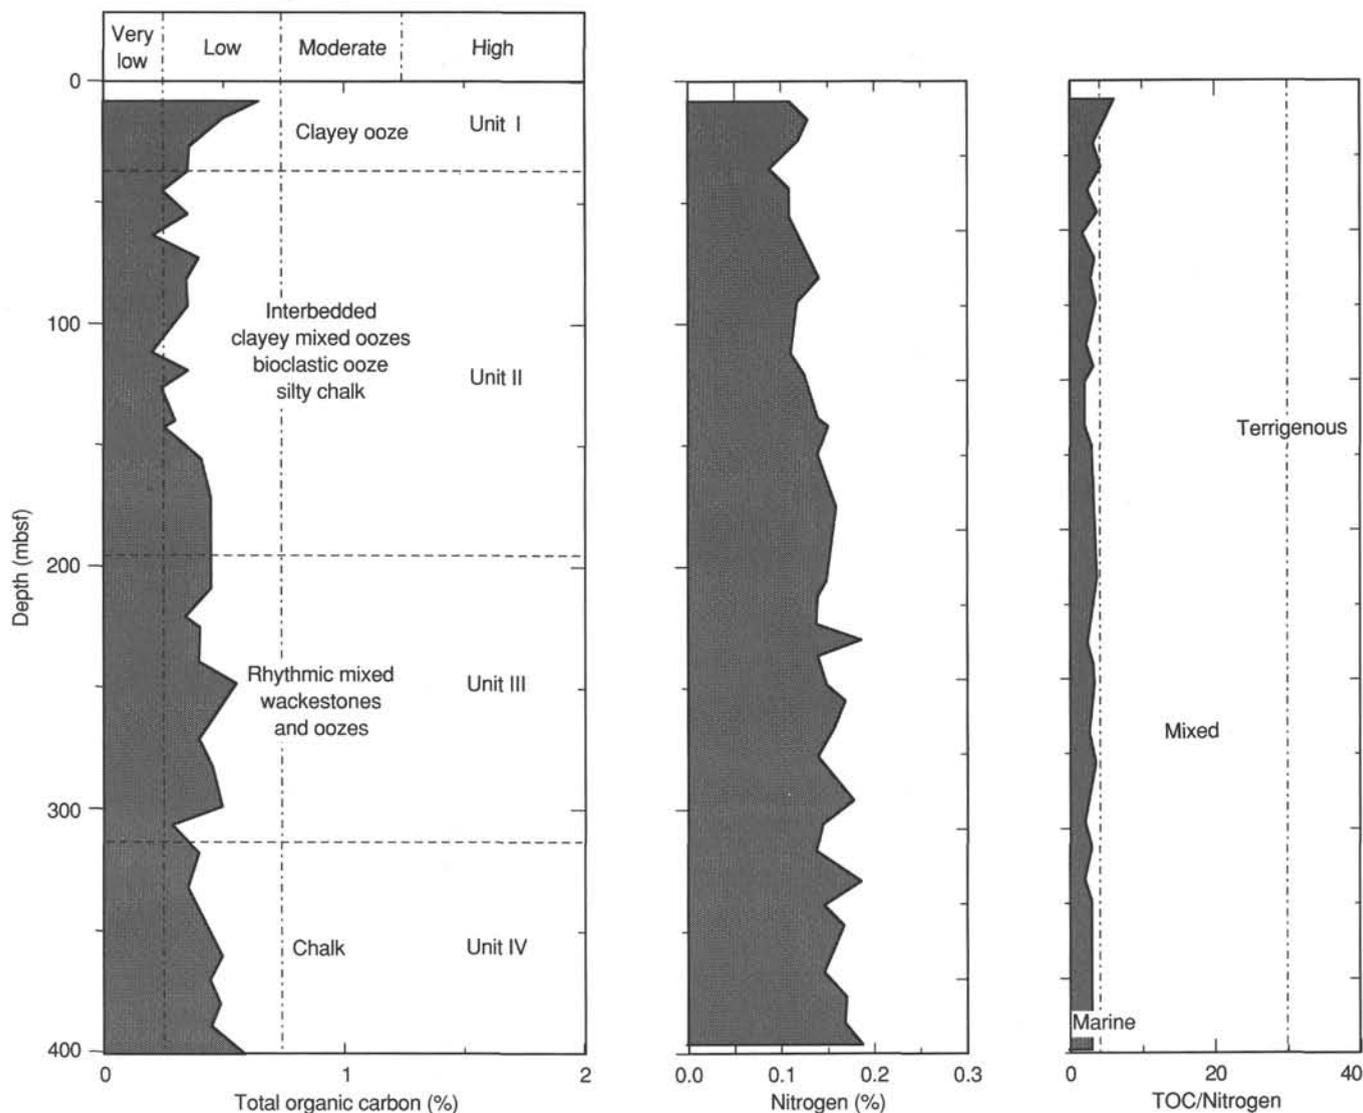 Very
low
Low
Moderate
High
0
100
200
300
400
Depth (mbsf)
Clayey ooze
Unit I
Interbedded
clayey mixed oozes
bioclastic ooze
silty chalk
Unit II
Rhythmic mixed
wackestones
and oozes
Unit III
Chalk
Unit IV
0
1
2
Total organic carbon (%)
0.0
0.1
0.2
0.3
Nitrogen (%)
Terrigenous
Mixed
Marine
0
20
40
TOC/Nitrogen